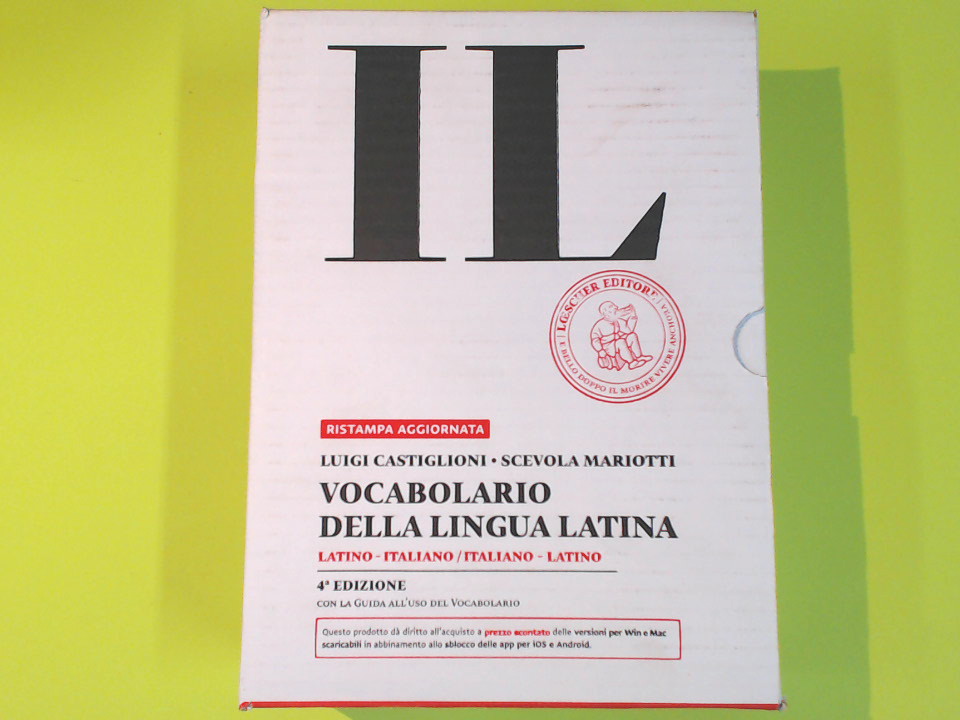 IL
LŒSCHER EDITORE
È BELLO DOPPO IL MORIRE VIVERE ANCHORA
RISTAMPA AGGIORNATA
LUIGI CASTIGLIONI • SCEVOLA MARIOTTI
VOCABOLARIO
DELLA LINGUA LATINA
LATINO - ITALIANO / ITALIANO - LATINO
4ª EDIZIONE
CON LA GUIDA ALL'USO DEL VOCABOLARIO
Questo prodotto dà diritto all'acquisto a prezzo scontato delle versioni per Win e Mac
scaricabili in abbinamento allo sblocco delle app per iOS e Android.